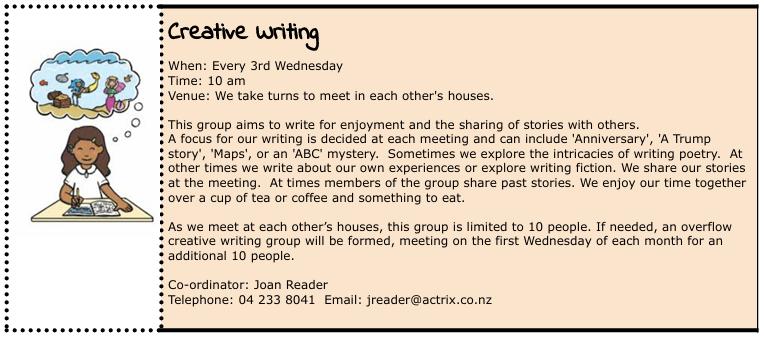 Creative Writing
When: Every 3rd Wednesday
Time: 10 am
Venue: We take turns to meet in each other's houses.
This group aims to write for enjoyment and the sharing of stories with others.
A focus for our writing is decided at each meeting and can include 'Anniversary', 'A Trump
story', 'Maps', or an 'ABC' mystery.  Sometimes we explore the intricacies of writing poetry.  At
other times we write about our own experiences or explore writing fiction. We share our stories
at the meeting.  At times members of the group share past stories. We enjoy our time together
over a cup of tea or coffee and something to eat.
As we meet at each other’s houses, this group is limited to 10 people. If needed, an overflow
creative writing group will be formed, meeting on the first Wednesday of each month for an
additional 10 people.
Co-ordinator: Joan Reader
Telephone: 04 233 8041  Email: jreader@actrix.co.nz